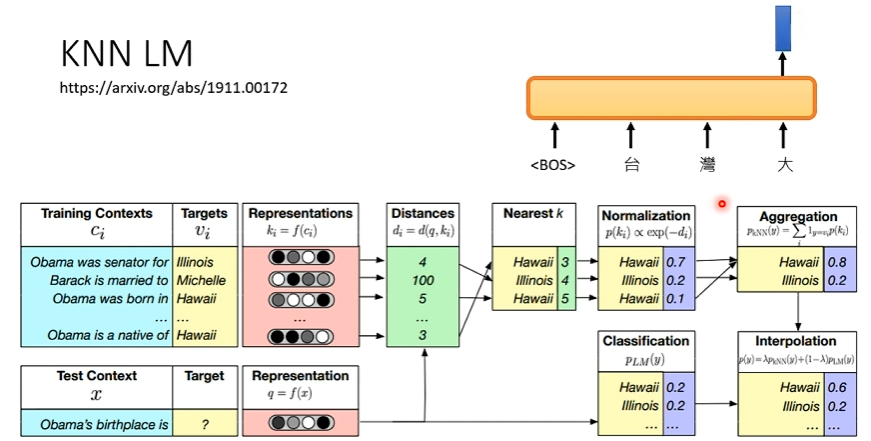 KNN LM
https://arxiv.org/abs/1911.00172
<BOS> 台 灣 大
Training Contexts Targets Representations Distances Nearest k Normalization Aggregation
c_i v_i k_i = f(c_i) d_i = d(q, k_i) p(k_i) ∝ exp(−d_i) p_kNN(y) = ∑_i 1_{y=v_i} p(k_i)
Obama was senator for Illinois 4 Hawaii 3 Hawaii 0.7 Hawaii 0.8
Barack is married to Michelle 100 Illinois 4 Illinois 0.2 Illinois 0.2
Obama was born in Hawaii 5 Hawaii 5 Hawaii 0.1
... ... ... ...
Obama is a native of Hawaii 3
Classification Interpolation
p_LM(y) p(y) = λp_kNN(y) + (1−λ)p_LM(y)
Test Context Target Representation
x q = f(x)
Obama's birthplace is ?
Hawaii 0.2 Hawaii 0.6
Illinois 0.2 Illinois 0.2
... ... ... ...